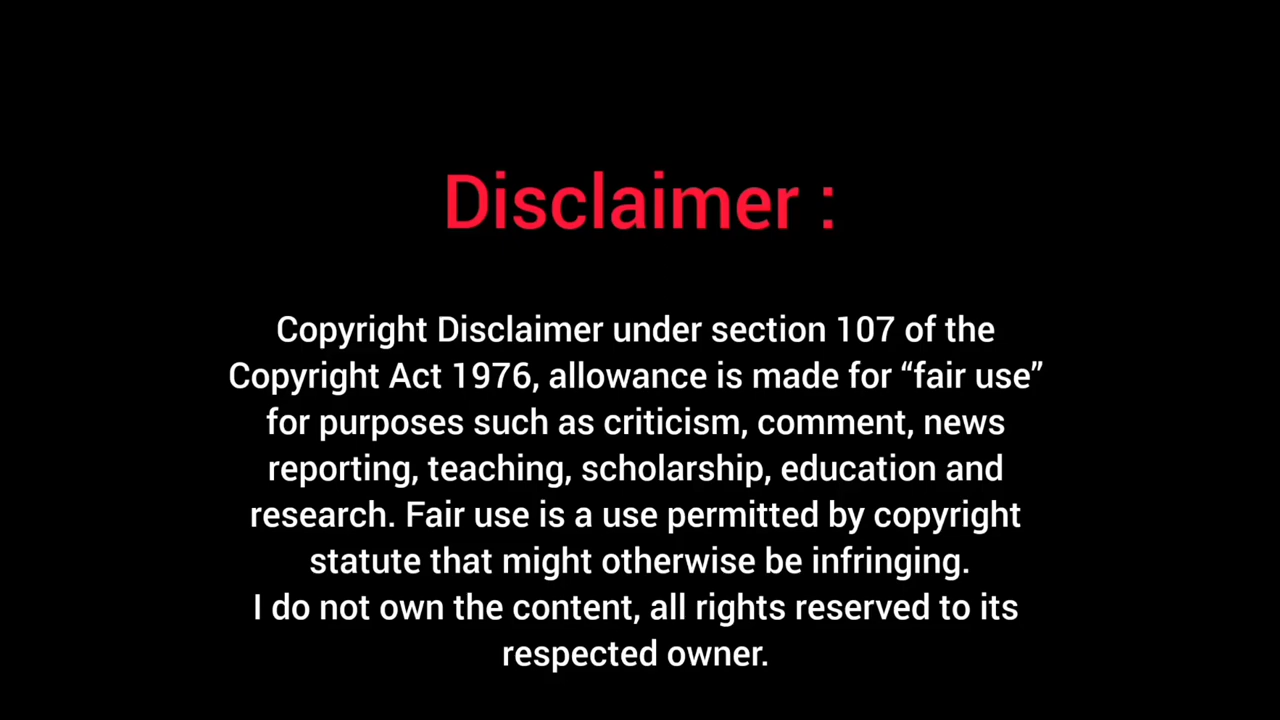 Disclaimer :
Copyright Disclaimer under section 107 of the
Copyright Act 1976, allowance is made for “fair use”
for purposes such as criticism, comment, news
reporting, teaching, scholarship, education and
research. Fair use is a use permitted by copyright
statute that might otherwise be infringing.
I do not own the content, all rights reserved to its
respected owner.